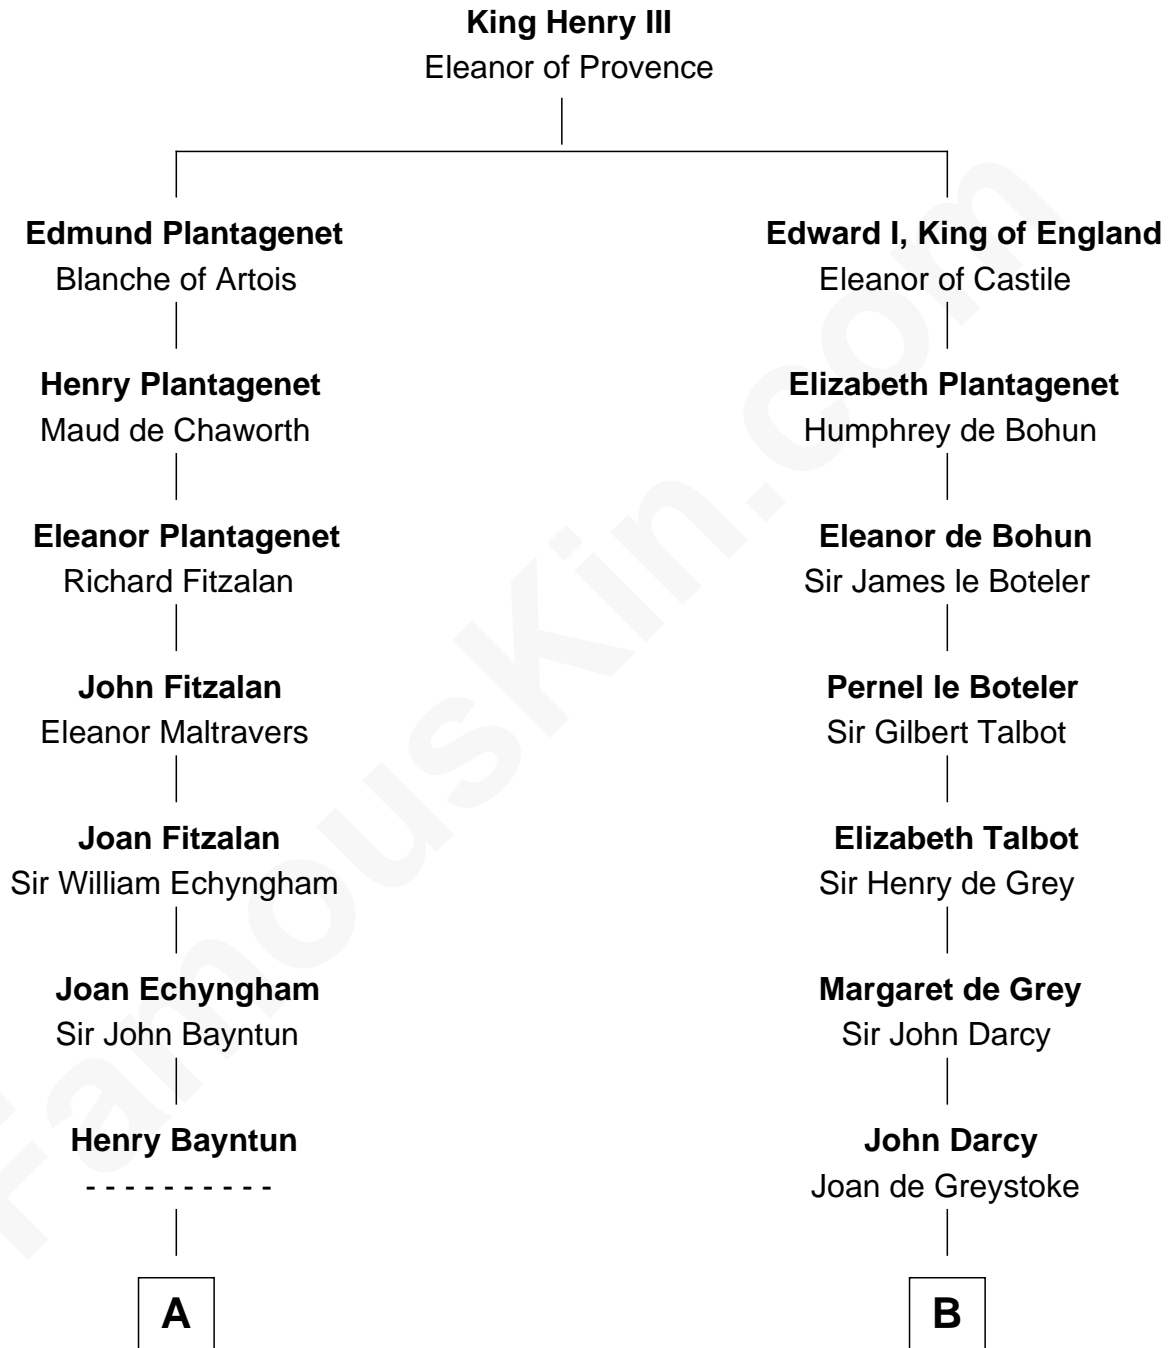 King Henry III
Eleanor of Provence
Edmund Plantagenet
Blanche of Artois
Henry Plantagenet
Maud de Chaworth
Eleanor Plantagenet
Richard Fitzalan
John Fitzalan
Eleanor Maltravers
Joan Fitzalan
Sir William Echyngham
Joan Echyngham
Sir John Bayntun
Henry Bayntun
- - - - - - - - - -
A
Edward I, King of England
Eleanor of Castile
Elizabeth Plantagenet
Humphrey de Bohun
Eleanor de Bohun
Sir James le Boteler
Pernel le Boteler
Sir Gilbert Talbot
Elizabeth Talbot
Sir Henry de Grey
Margaret de Grey
Sir John Darcy
John Darcy
Joan de Greystoke
B
FamousKin.com